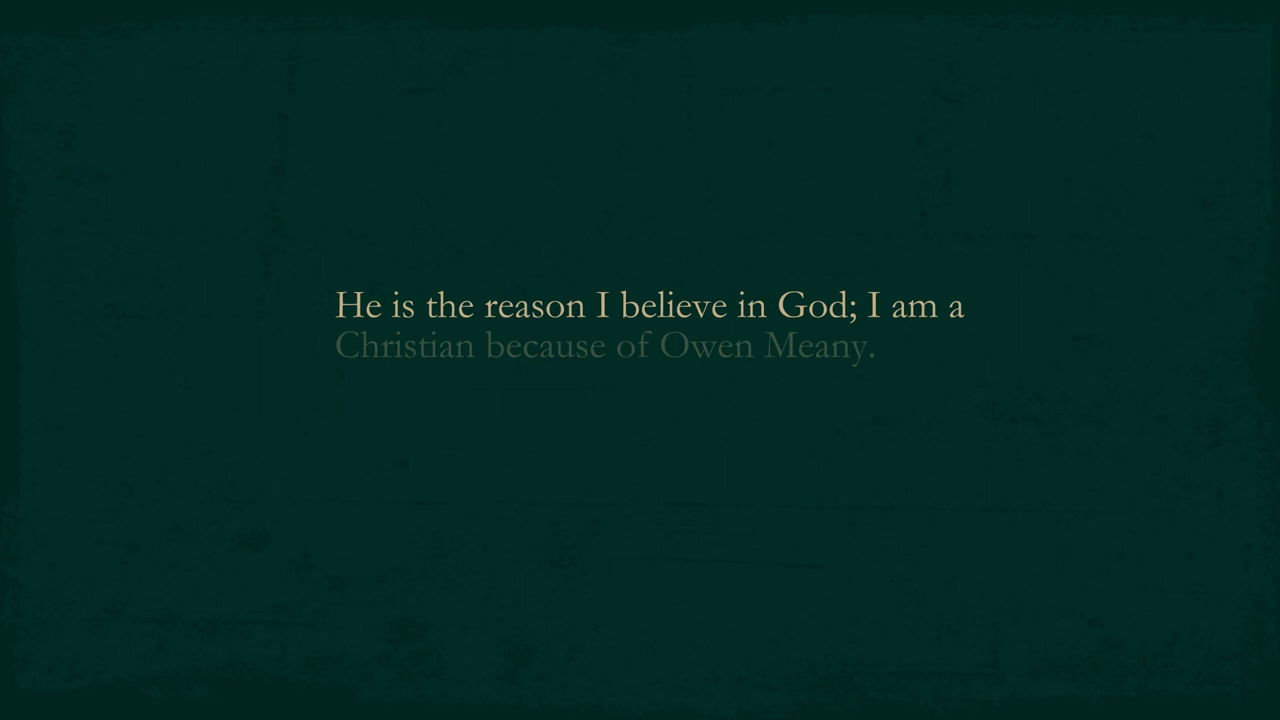 He is the reason I believe in God; I am a
Christian because of Owen Meany.